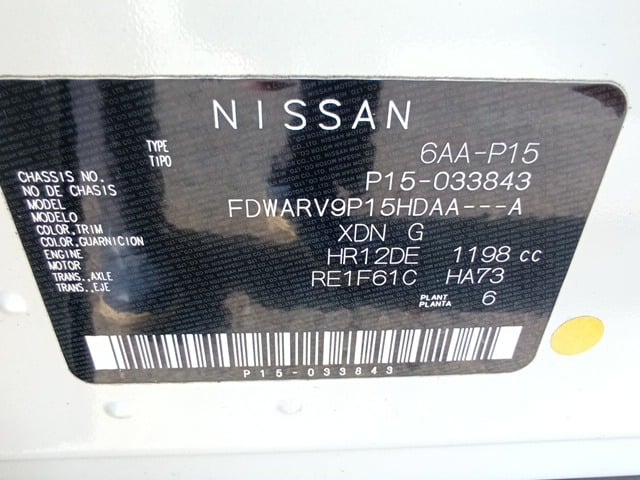 NISSAN
TYPE 6AA-P15
TIPO
CHASSIS NO. P15-033843
NO DE CHASIS
MODEL FDWARV9P15HDAA---A
MODELO
COLOR,TRIM XDN G
COLOR,GUARNICION
ENGINE HR12DE 1198 cc
MOTOR
TRANS.,AXLE RE1F61C HA73
TRANS.,EJE
PLANT
PLANTA 6
P15-033843